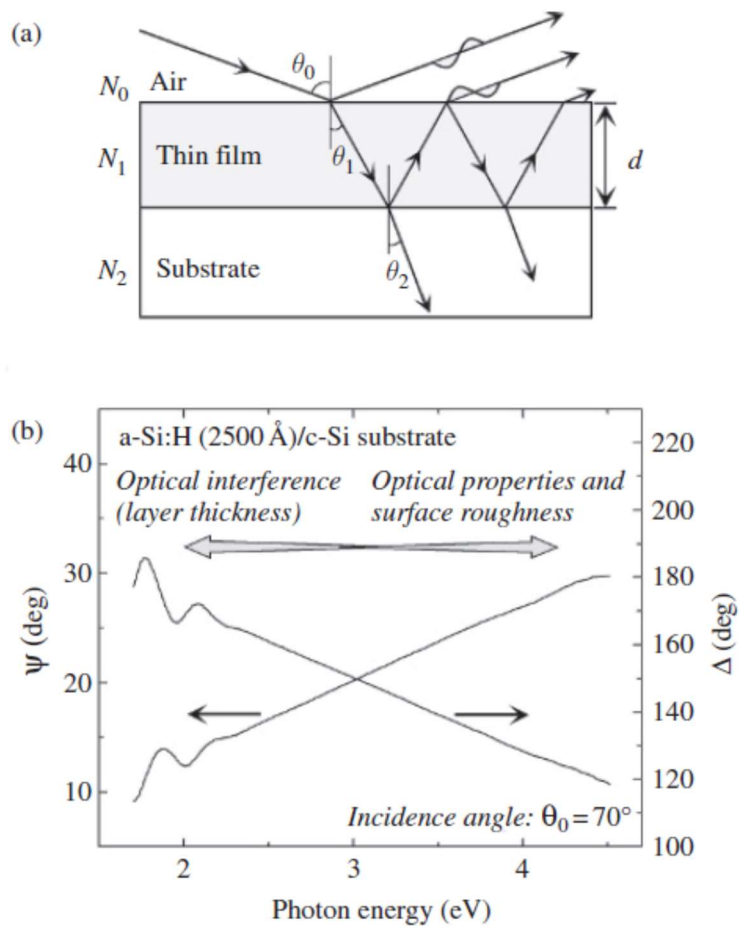 (a)
θ0
N0 Air
N1 Thin film
θ1
d
N2 Substrate
θ2
(b)
a-Si:H (2500 Å)/c-Si substrate
Optical interference
(layer thickness)
Optical properties and
surface roughness
40
30
20
10
Ψ (deg)
220
200
180
160
140
120
100
Δ (deg)
Incidence angle: θ0 = 70°
2 3 4
Photon energy (eV)